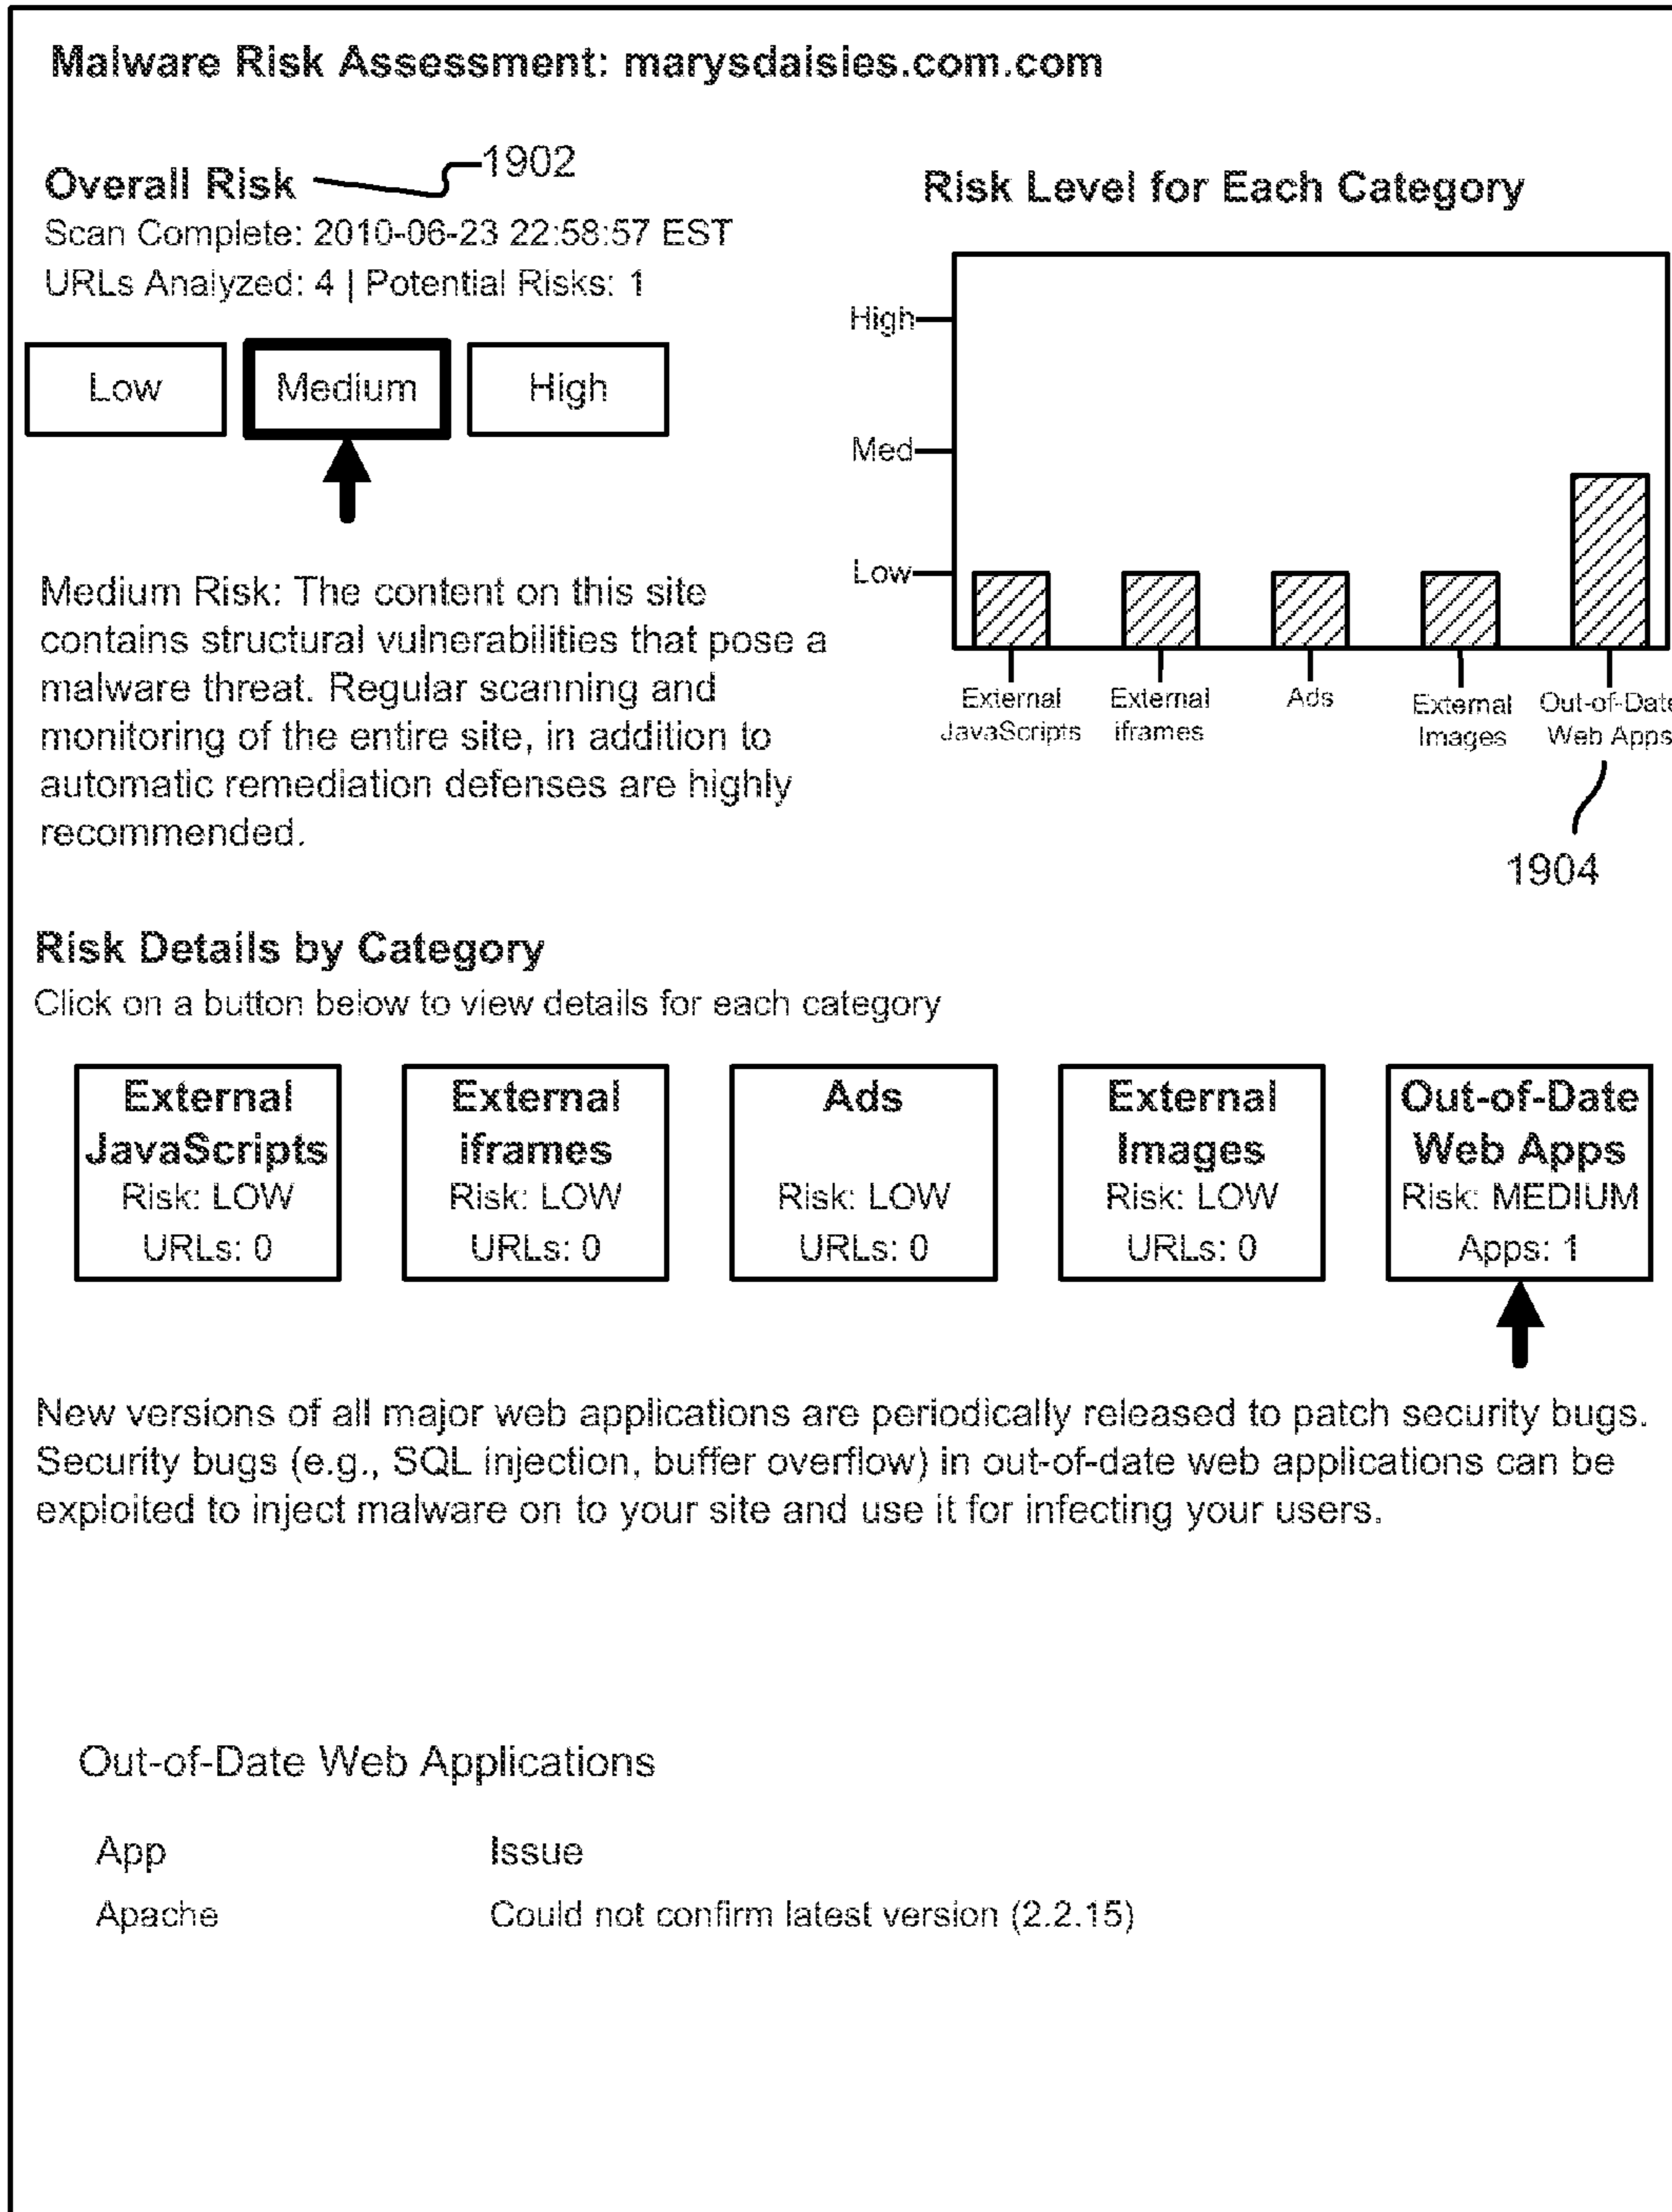 Malware Risk Assessment: marysdaisies.com.com
Overall Risk
1902
Scan Complete: 2010-06-23 22:58:57 EST
URLs Analyzed: 4 | Potential Risks: 1
Low
Medium
High
Medium Risk: The content on this site
contains structural vulnerabilities that pose a
malware threat. Regular scanning and
monitoring of the entire site, in addition to
automatic remediation defenses are highly
recommended.
Risk Level for Each Category
High
Med
Low
External
JavaScripts
External
iframes
Ads
External
Images
Out-of-Date
Web Apps
1904
Risk Details by Category
Click on a button below to view details for each category
External
JavaScripts
Risk: LOW
URLs: 0
External
iframes
Risk: LOW
URLs: 0
Ads
Risk: LOW
URLs: 0
External
Images
Risk: LOW
URLs: 0
Out-of-Date
Web Apps
Risk: MEDIUM
Apps: 1
New versions of all major web applications are periodically released to patch security bugs.
Security bugs (e.g., SQL injection, buffer overflow) in out-of-date web applications can be
exploited to inject malware on to your site and use it for infecting your users.
Out-of-Date Web Applications
App Issue
Apache Could not confirm latest version (2.2.15)